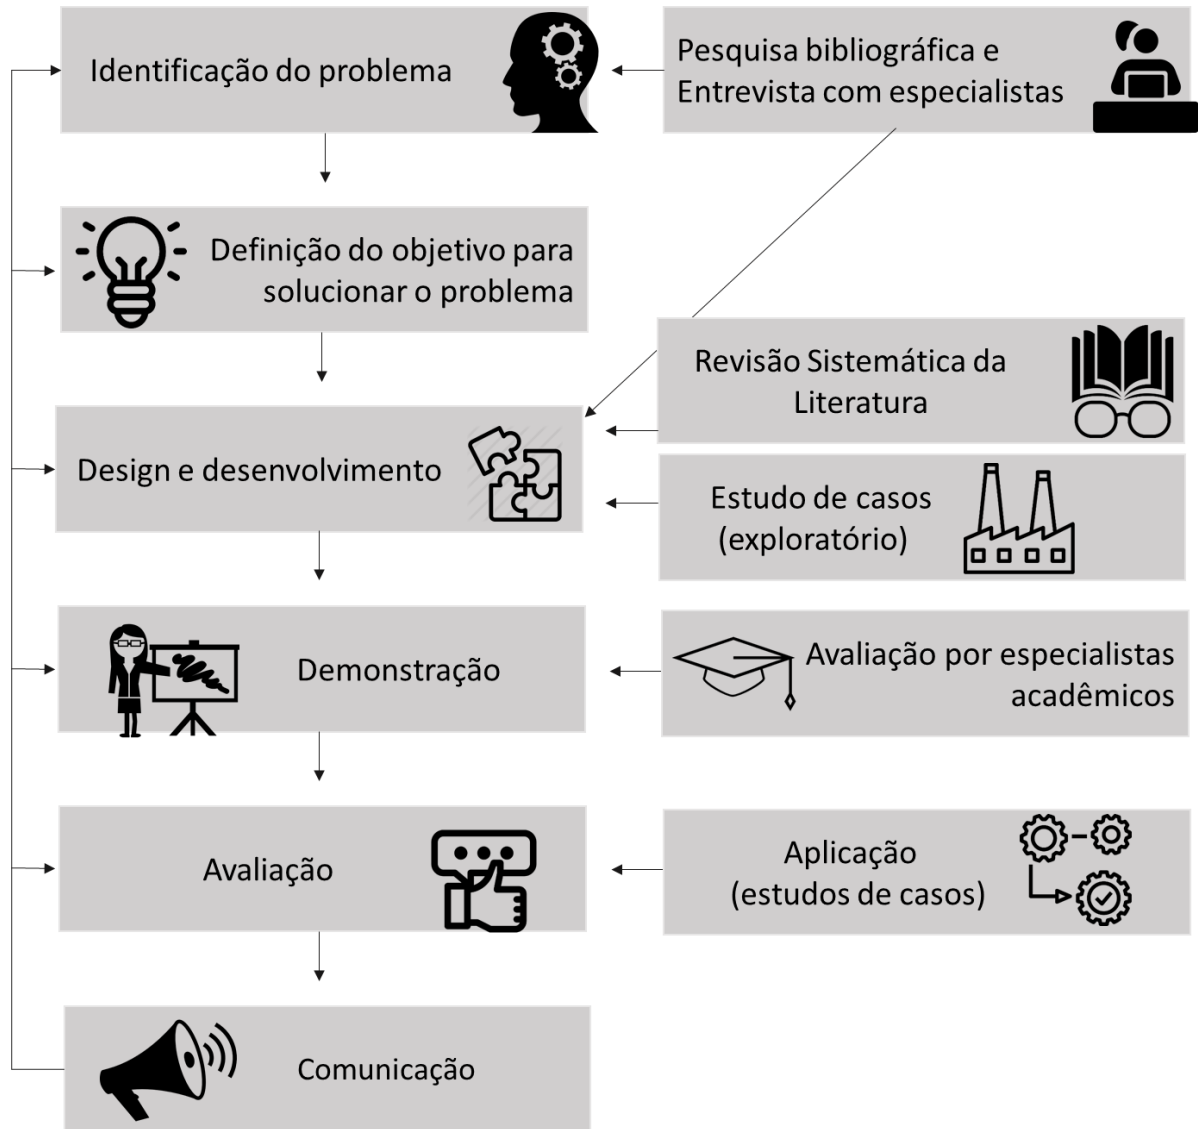 Identificação do problema
Pesquisa bibliográfica e
Entrevista com especialistas
Definição do objetivo para
solucionar o problema
Revisão Sistemática da
Literatura
Design e desenvolvimento
Estudo de casos
(exploratório)
Demonstração
Avaliação por especialistas
acadêmicos
Avaliação
Aplicação
(estudos de casos)
Comunicação